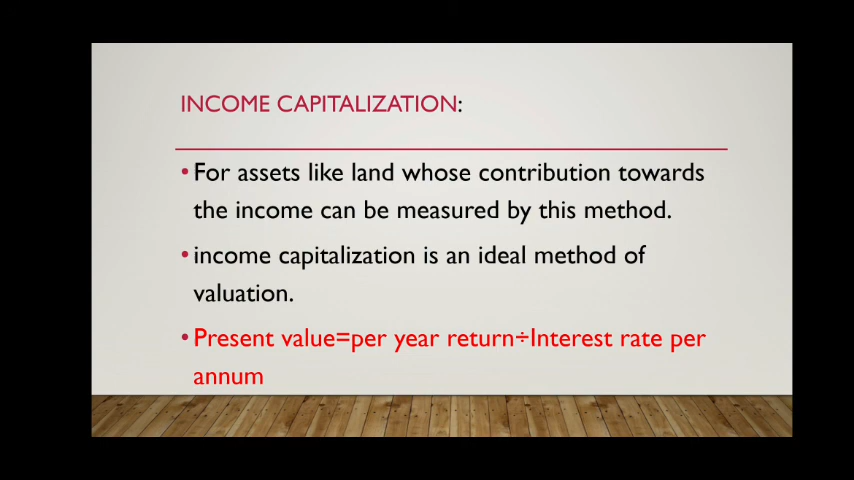 INCOME CAPITALIZATION:
•For assets like land whose contribution towards
the income can be measured by this method.
•income capitalization is an ideal method of
valuation.
•Present value=per year return÷Interest rate per
annum